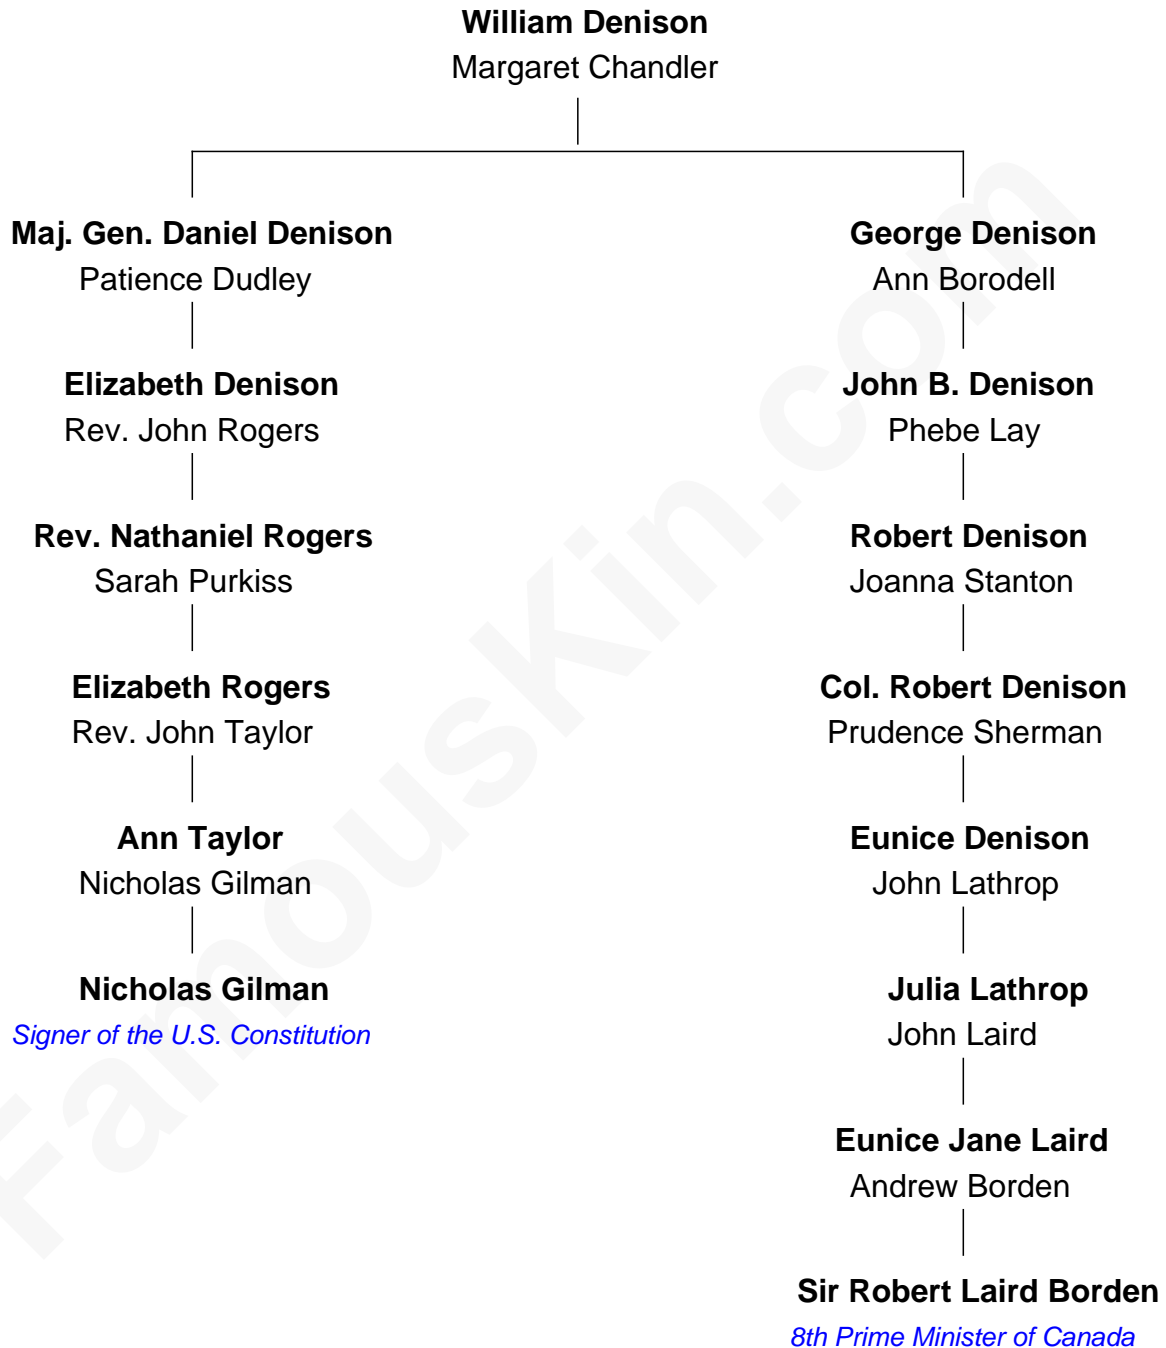 William Denison
Margaret Chandler
Maj. Gen. Daniel Denison
Patience Dudley
Elizabeth Denison
Rev. John Rogers
Rev. Nathaniel Rogers
Sarah Purkiss
Elizabeth Rogers
Rev. John Taylor
Ann Taylor
Nicholas Gilman
Nicholas Gilman
Signer of the U.S. Constitution
George Denison
Ann Borodell
John B. Denison
Phebe Lay
Robert Denison
Joanna Stanton
Col. Robert Denison
Prudence Sherman
Eunice Denison
John Lathrop
Julia Lathrop
John Laird
Eunice Jane Laird
Andrew Borden
Sir Robert Laird Borden
8th Prime Minister of Canada
FamousKin.com